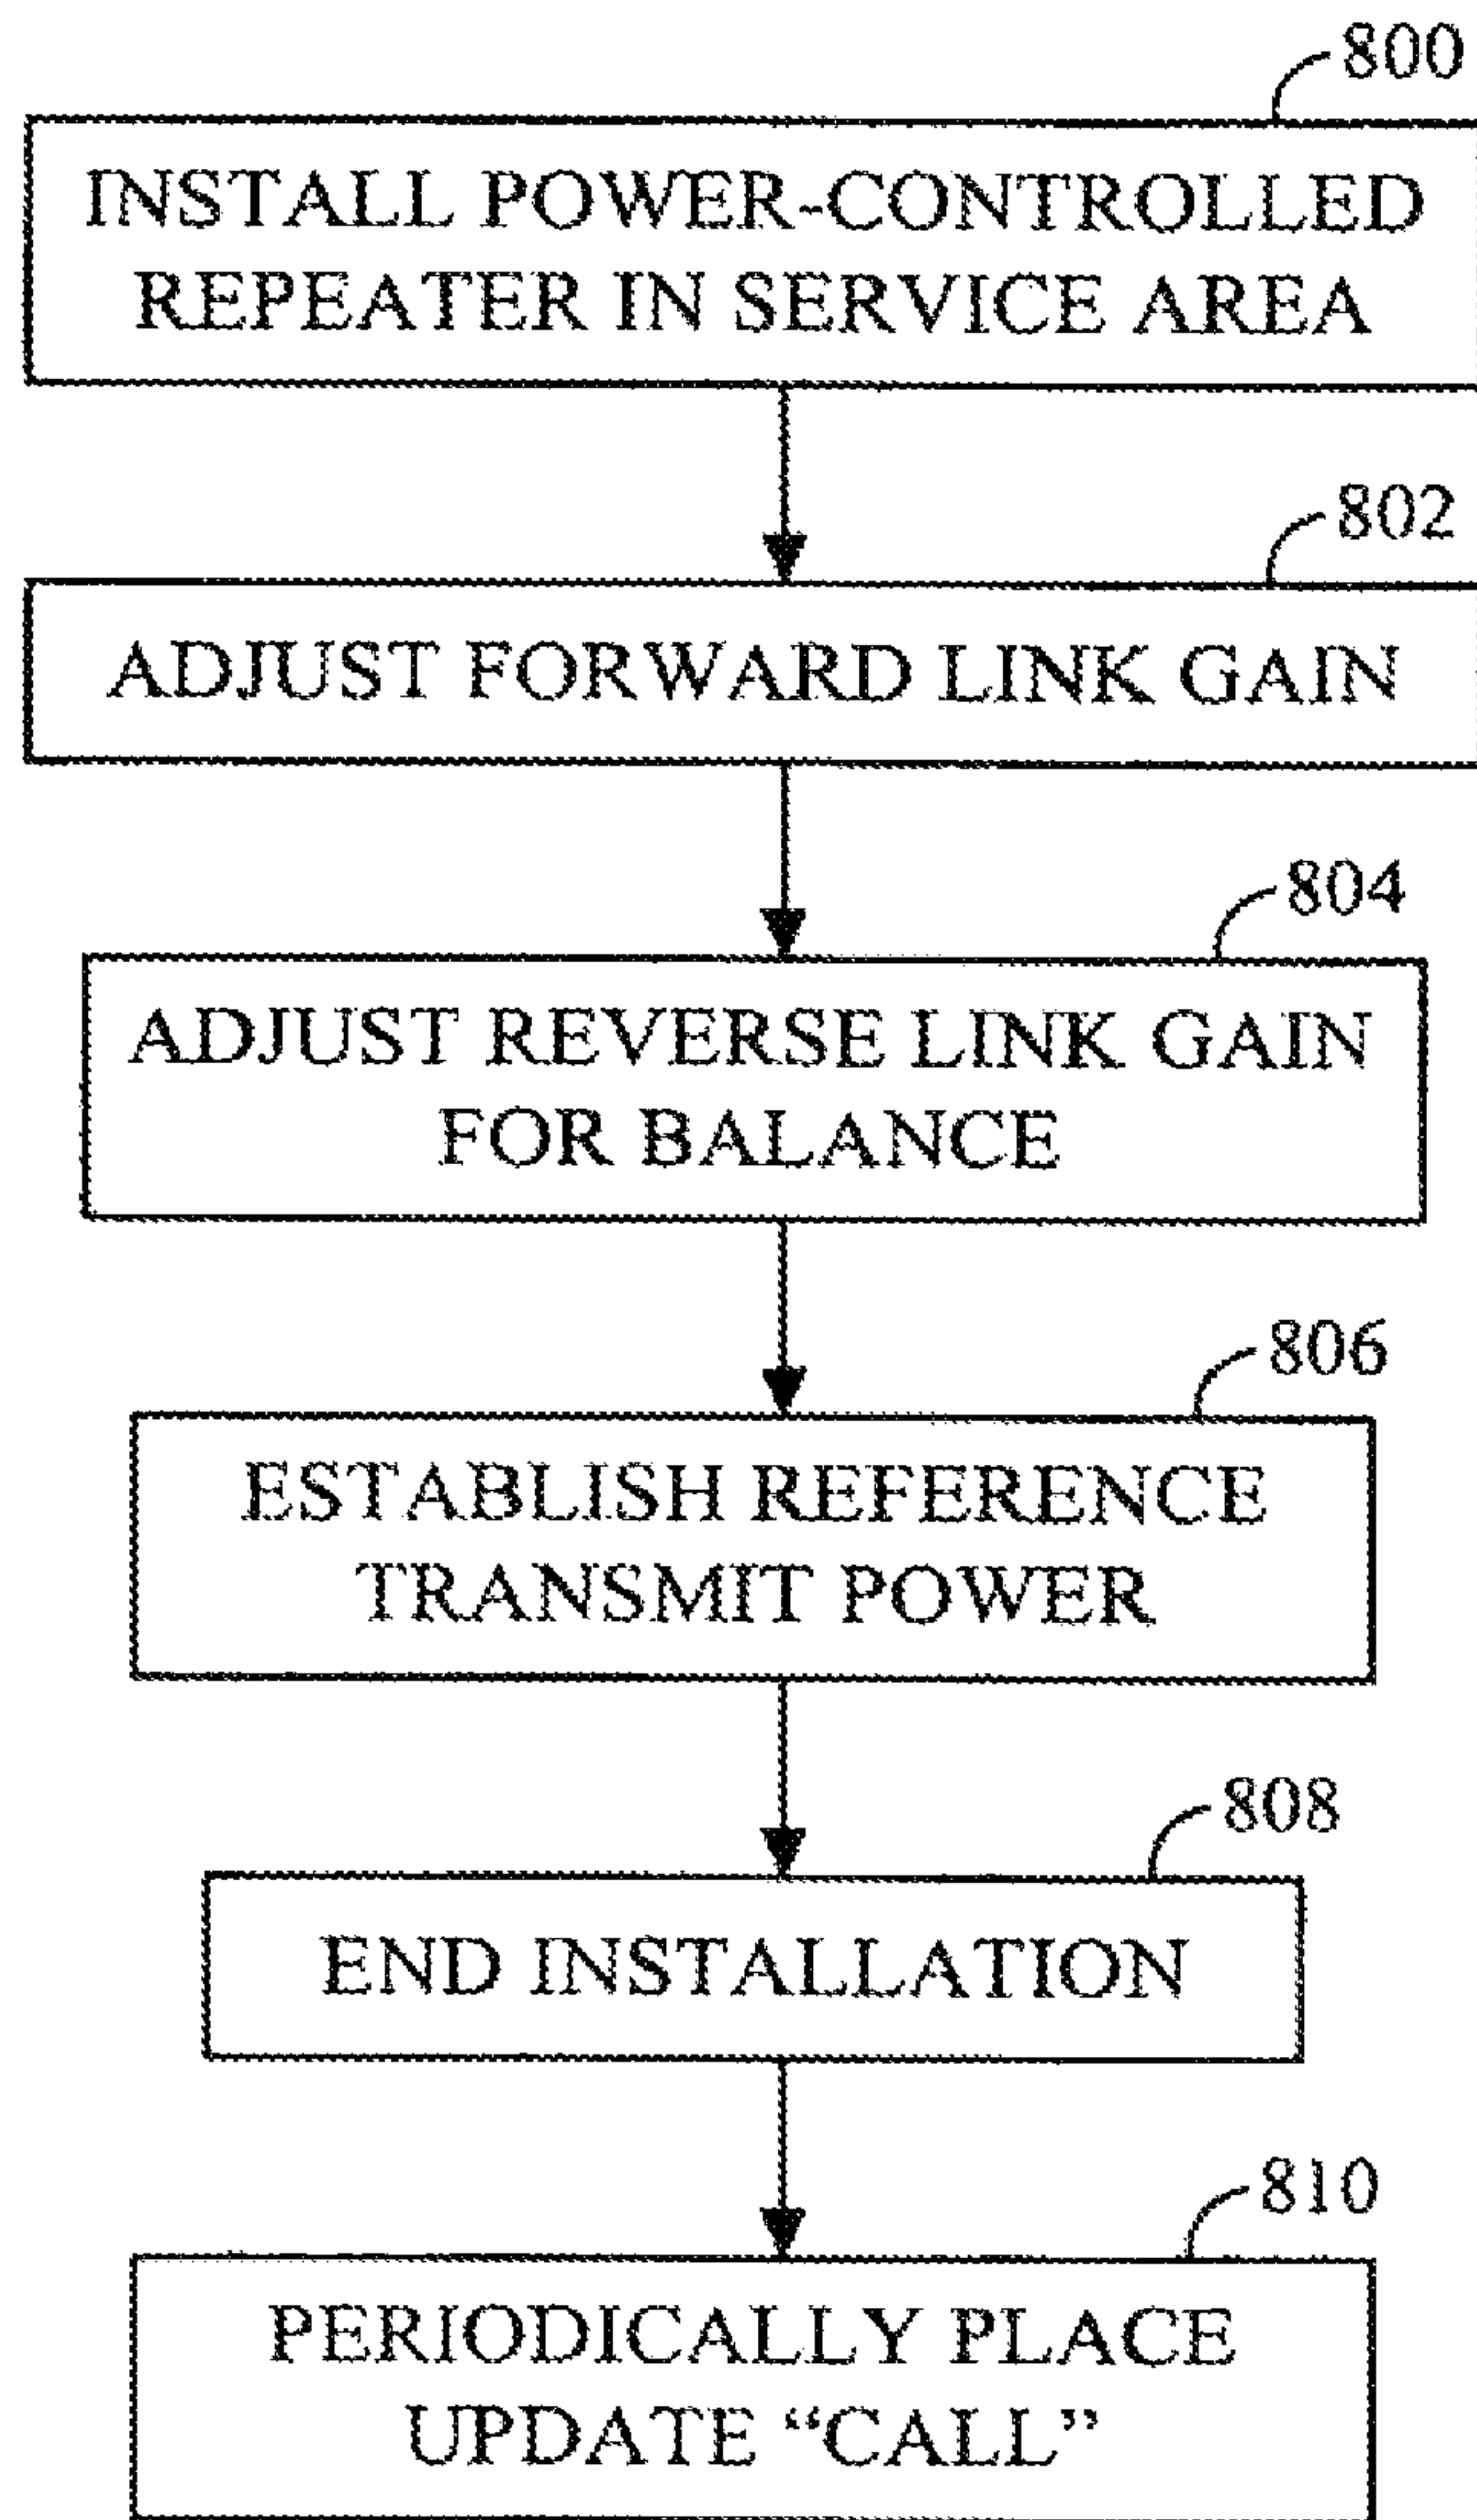 800
INSTALL POWER-CONTROLLED
REPEATER IN SERVICE AREA
802
ADJUST FORWARD LINK GAIN
804
ADJUST REVERSE LINK GAIN
FOR BALANCE
806
ESTABLISH REFERENCE
TRANSMIT POWER
808
END INSTALLATION
810
PERIODICALLY PLACE
UPDATE “CALL”